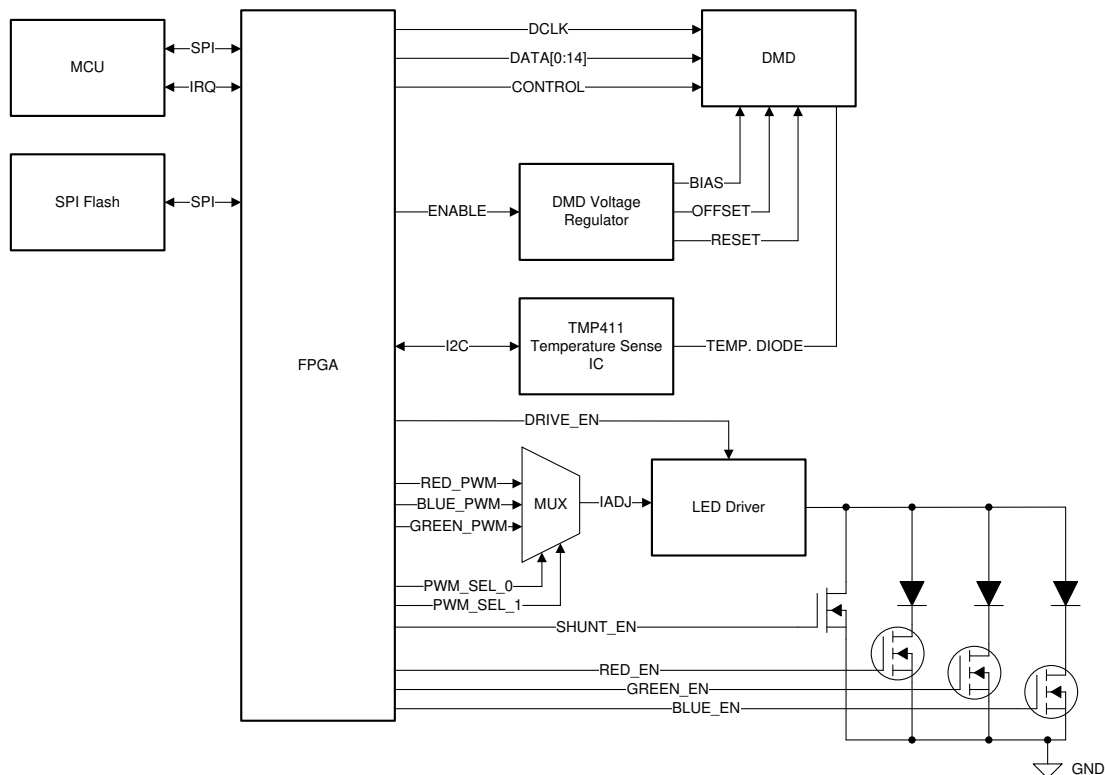 DCLK
SPI
MCU
DATA[0:14]
DMD
IRQ
CONTROL
SPI Flash
SPI
ENABLE
DMD Voltage
Regulator
BIAS
OFFSET
RESET
FPGA
I2C
TMP411
Temperature Sense
IC
TEMP. DIODE
DRIVE_EN
RED_PWM
BLUE_PWM
GREEN_PWM
MUX
IADJ
LED Driver
PWM_SEL_0
PWM_SEL_1
SHUNT_EN
RED_EN
GREEN_EN
BLUE_EN
GND